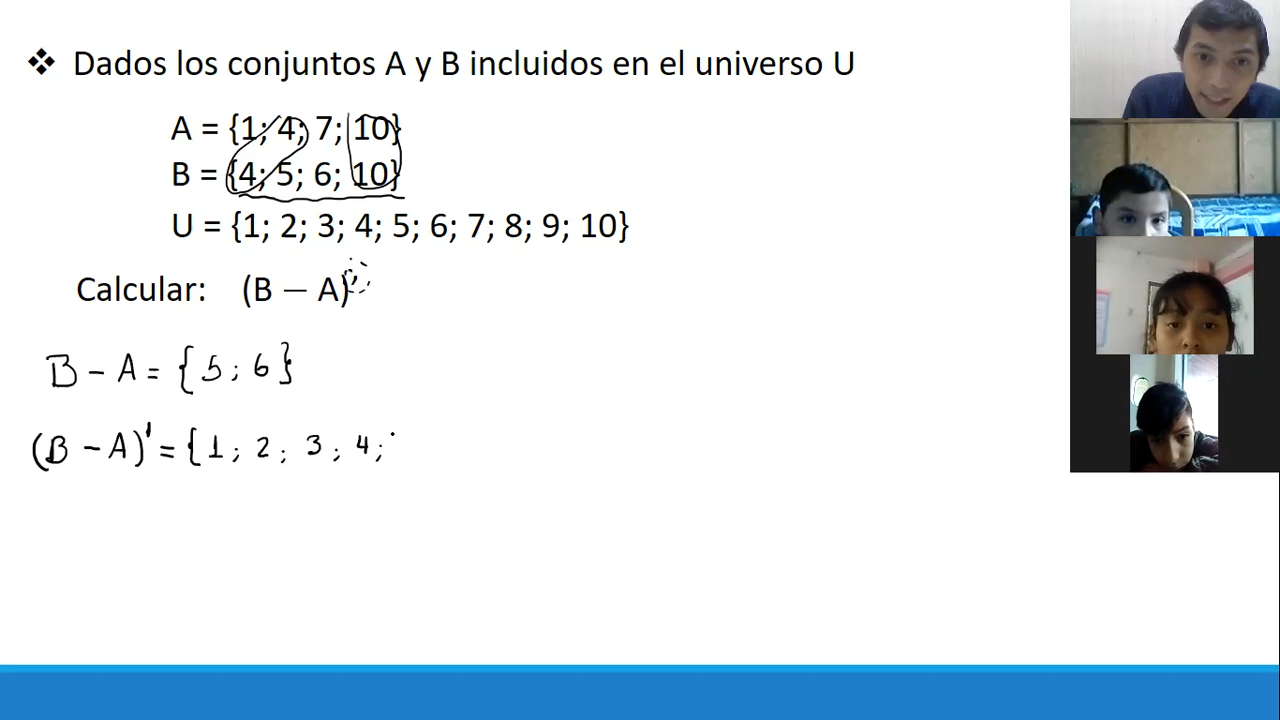 ❖ Dados los conjuntos A y B incluidos en el universo U
A = {1; 4; 7; 10}
B = {4; 5; 6; 10}
U = {1; 2; 3; 4; 5; 6; 7; 8; 9; 10}
Calcular: (B − A)'
B - A = { 5 ; 6 }
(B - A)' = { 1 ; 2 ; 3 ; 4 ;